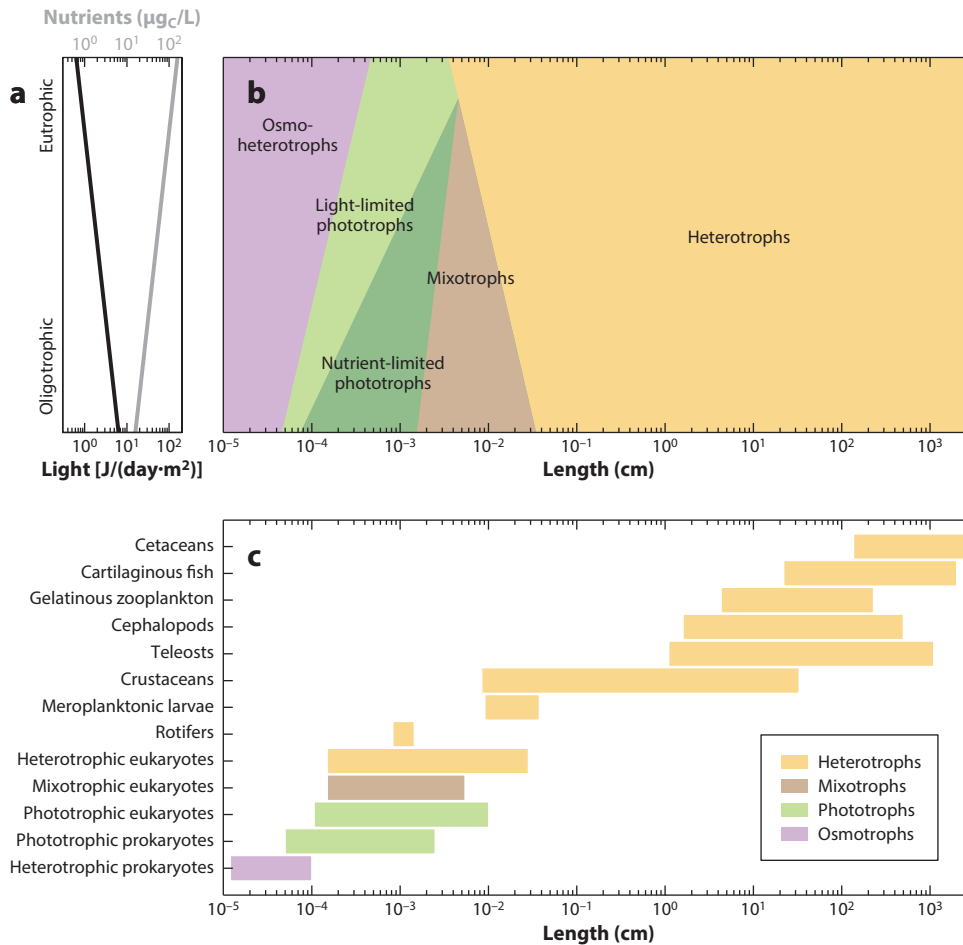 Nutrients (µg_C/L)
10⁰ 10¹ 10²
a
Eutrophic
Oligotrophic
10⁰ 10¹ 10²
Light [J/(day·m²)]
b
Osmo-
heterotrophs
Light-limited
phototrophs
Heterotrophs
Mixotrophs
Nutrient-limited
phototrophs
10⁻⁵ 10⁻⁴ 10⁻³ 10⁻² 10⁻¹ 10⁰ 10¹ 10² 10³
Length (cm)
c
Cetaceans
Cartilaginous fish
Gelatinous zooplankton
Cephalopods
Teleosts
Crustaceans
Meroplanktonic larvae
Rotifers
Heterotrophic eukaryotes
Mixotrophic eukaryotes
Phototrophic eukaryotes
Phototrophic prokaryotes
Heterotrophic prokaryotes
Heterotrophs
Mixotrophs
Phototrophs
Osmotrophs
10⁻⁵ 10⁻⁴ 10⁻³ 10⁻² 10⁻¹ 10⁰ 10¹ 10² 10³
Length (cm)